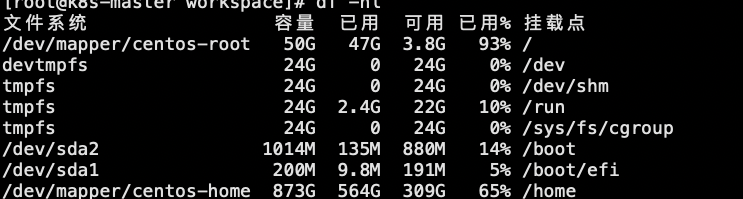 [root@k8s-master workspace]# df -hl
文件系统 容量 已用 可用 已用% 挂载点
/dev/mapper/centos-root 50G 47G 3.8G 93% /
devtmpfs 24G 0 24G 0% /dev
tmpfs 24G 0 24G 0% /dev/shm
tmpfs 24G 2.4G 22G 10% /run
tmpfs 24G 0 24G 0% /sys/fs/cgroup
/dev/sda2 1014M 135M 880M 14% /boot
/dev/sda1 200M 9.8M 191M 5% /boot/efi
/dev/mapper/centos-home 873G 564G 309G 65% /home